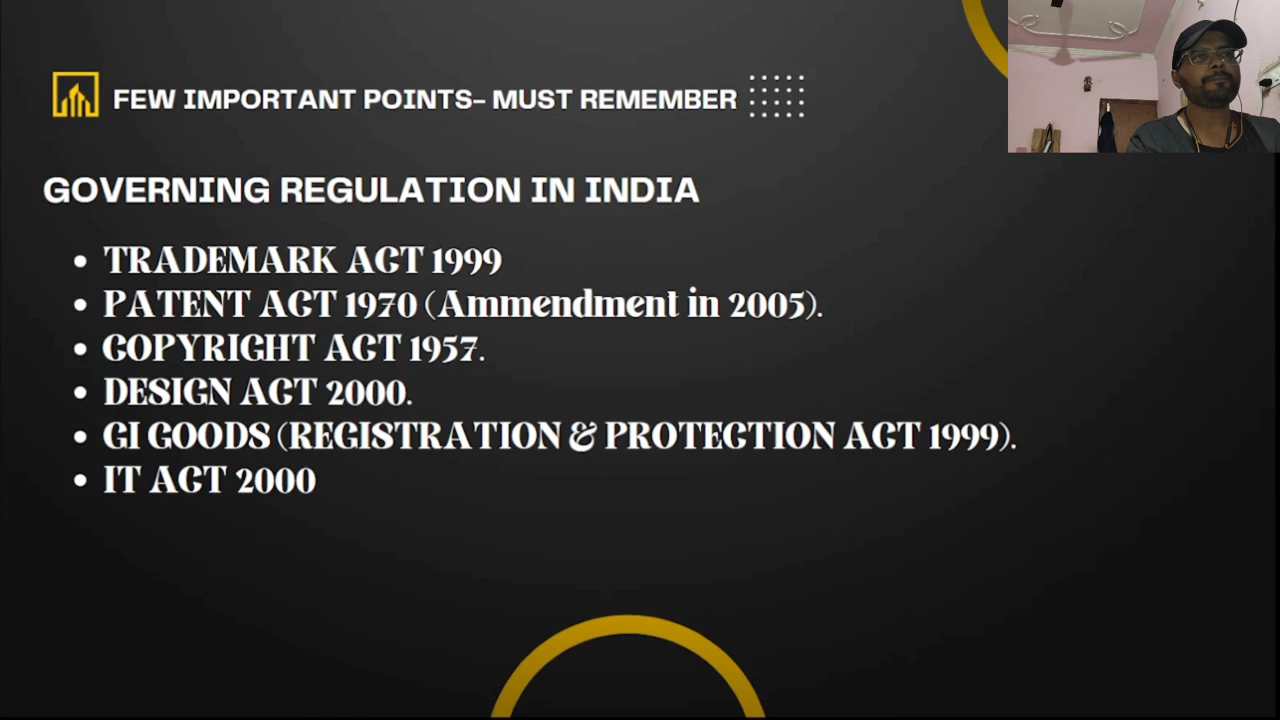 FEW IMPORTANT POINTS– MUST REMEMBER
GOVERNING REGULATION IN INDIA
• TRADEMARK ACT 1999
• PATENT ACT 1970 (Ammendment in 2005).
• COPYRIGHT ACT 1957.
• DESIGN ACT 2000.
• GI GOODS (REGISTRATION & PROTECTION ACT 1999).
• IT ACT 2000